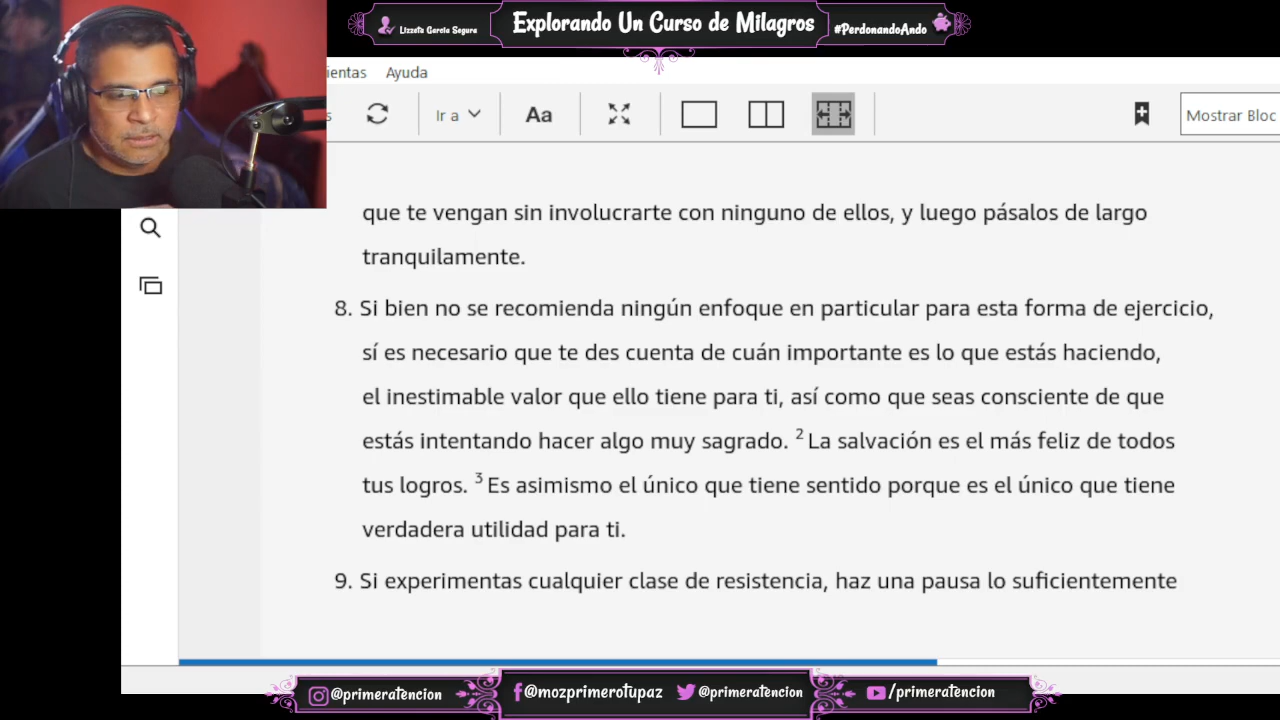 Lizzeta Garcia Segura
Explorando Un Curso de Milagros
#PerdonandoAndo
ientas Ayuda
s
Ir a
Aa
Mostrar Bloc
que te vengan sin involucrarte con ninguno de ellos, y luego pásalos de largo
tranquilamente.
8. Si bien no se recomienda ningún enfoque en particular para esta forma de ejercicio,
sí es necesario que te des cuenta de cuán importante es lo que estás haciendo,
el inestimable valor que ello tiene para ti, así como que seas consciente de que
estás intentando hacer algo muy sagrado. ² La salvación es el más feliz de todos
tus logros. ³ Es asimismo el único que tiene sentido porque es el único que tiene
verdadera utilidad para ti.
9. Si experimentas cualquier clase de resistencia, haz una pausa lo suficientemente
@primeratencion
@mozprimerotupaz
@primeratencion
/primeratencion